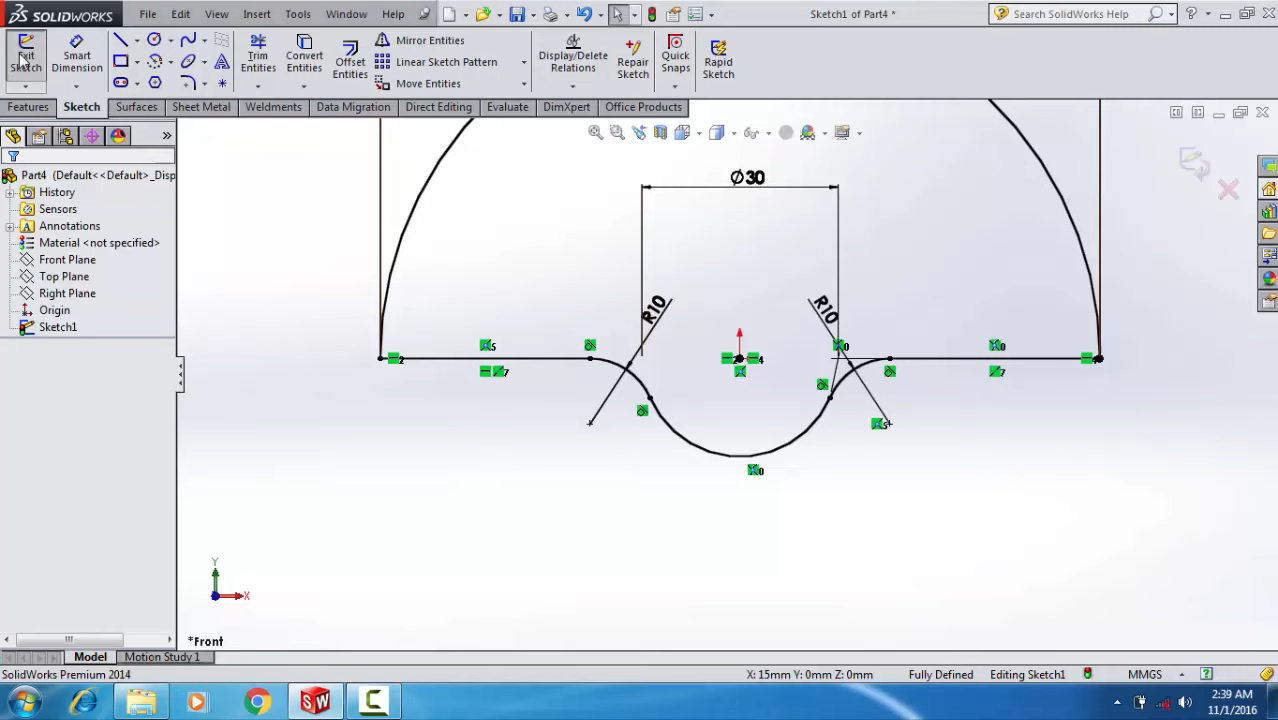 SOLIDWORKS File Edit View Insert Tools Window Help Sketch1 of Part4 * Search SolidWorks Help
Exit Sketch Smart Dimension Trim Entities Convert Entities Offset Entities Mirror Entities Linear Sketch Pattern Move Entities Display/Delete Relations Repair Sketch Quick Snaps Rapid Sketch
Features Sketch Surfaces Sheet Metal Weldments Data Migration Direct Editing Evaluate DimXpert Office Products
Part4 (Default<<Default>_Disp
History
Sensors
Annotations
Material <not specified>
Front Plane
Top Plane
Right Plane
Origin
Sketch1
∅30
R10 R10
Y
X
*Front
Model Motion Study 1
SolidWorks Premium 2014 X: 15mm Y: 0mm Z: 0mm Fully Defined Editing Sketch1 MMGS
2:39 AM
11/1/2016